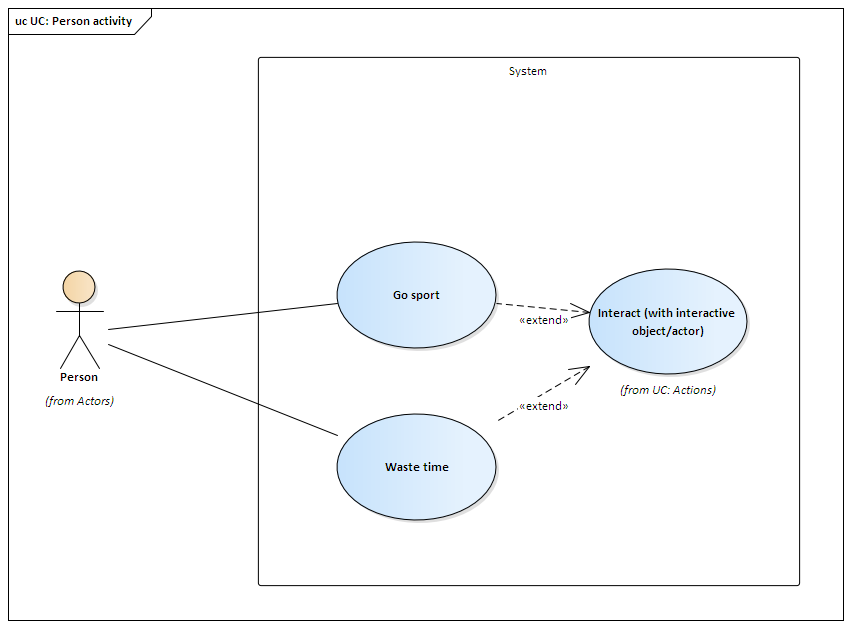 uc UC: Person activity
System
Go sport
Interact (with interactive
object/actor)
«extend»
Person
(from Actors)
(from UC: Actions)
«extend»
Waste time